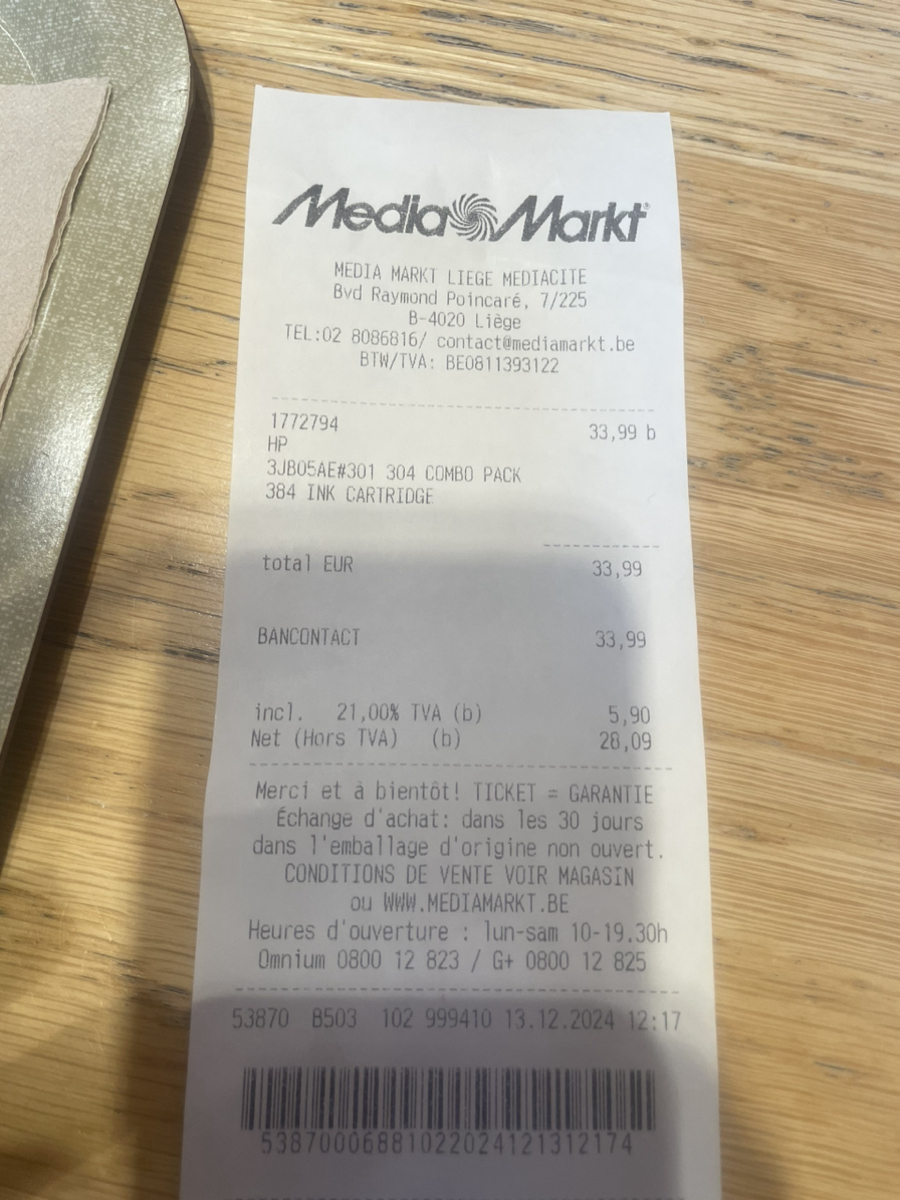 Media Markt
MEDIA MARKT LIEGE MEDIACITE
Bvd Raymond Poincaré, 7/225
B-4020 Liège
TEL:02 8086816/ contact@mediamarkt.be
BTW/TVA: BE0811393122
1772794 33,99 b
HP
3JB05AE#301 304 COMBO PACK
384 INK CARTRIDGE
total EUR 33,99
BANCONTACT 33,99
incl. 21,00% TVA (b) 5,90
Net (Hors TVA) (b) 28,09
Merci et à bientôt! TICKET = GARANTIE
Échange d'achat: dans les 30 jours
dans l'emballage d'origine non ouvert.
CONDITIONS DE VENTE VOIR MAGASIN
ou WWW.MEDIAMARKT.BE
Heures d'ouverture : lun-sam 10-19.30h
Omnium 0800 12 823 / G+ 0800 12 825
53870 B503 102 999410 13.12.2024 12:17
53870006881022024121312174